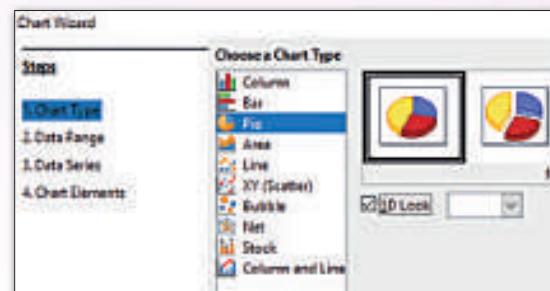 Chart Wizard
Steps
1. Chart Type
2. Data Range
3. Data Series
4. Chart Elements
Choose a Chart Type
Column
Bar
Pie
Area
Line
XY (Scatter)
Bubble
Net
Stock
Column and Line
3D Look